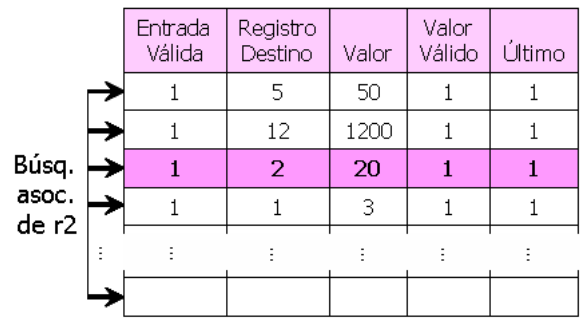 Entrada Válida Registro Destino Valor Valor Válido Último
1 5 50 1 1
1 12 1200 1 1
1 2 20 1 1
1 1 3 1 1
⋮ ⋮ ⋮ ⋮ ⋮ ⋮
Búsq.
asoc.
de r2